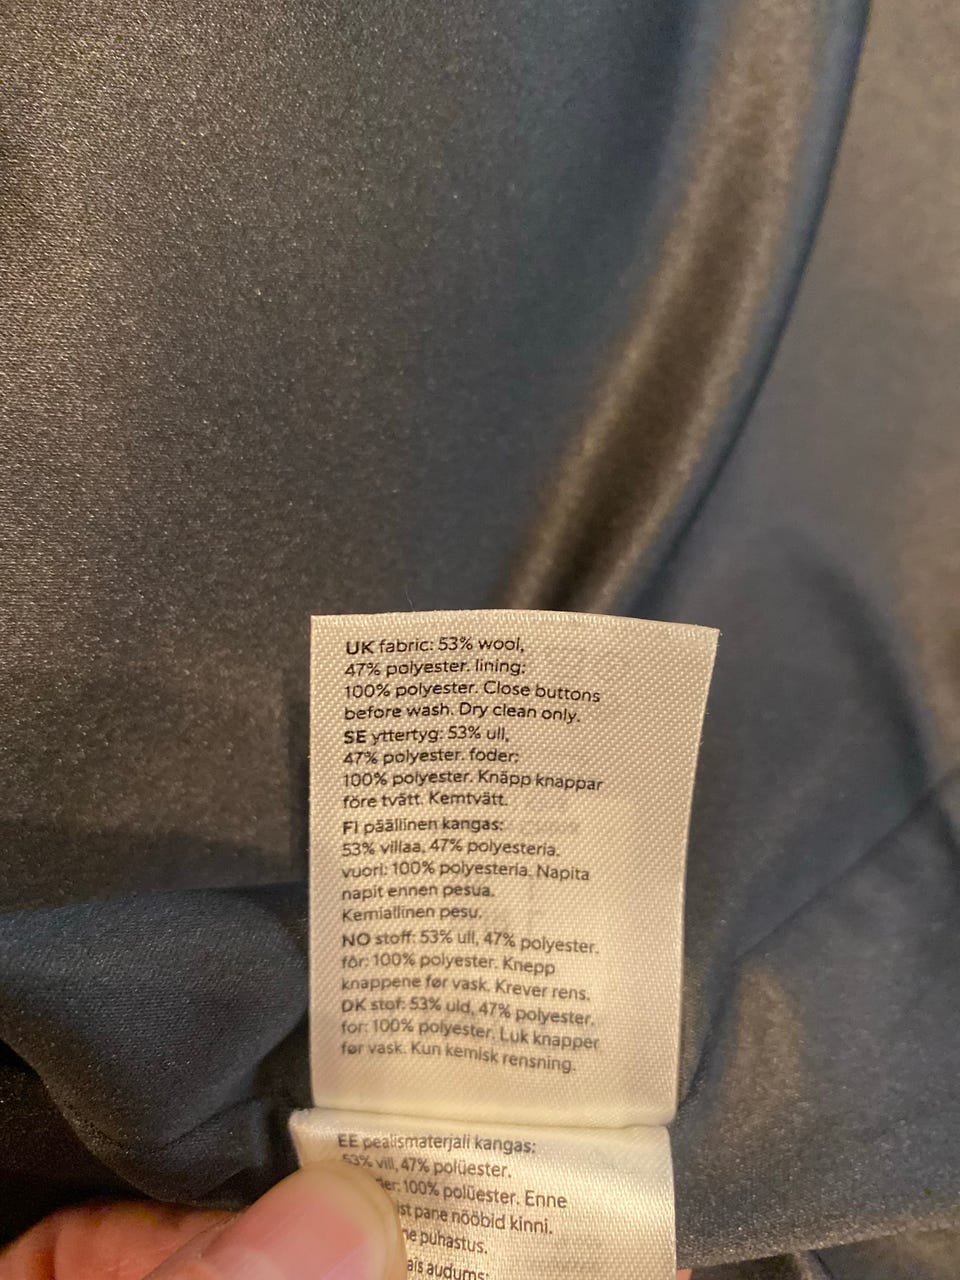 UK fabric: 53% wool,
47% polyester. lining:
100% polyester. Close buttons
before wash. Dry clean only.
SE yttertyg: 53% ull,
47% polyester. foder:
100% polyester. Knäpp knappar
före tvätt. Kemtvätt.
FI päällinen kangas:
53% villaa, 47% polyesteria.
vuori: 100% polyesteria. Napita
napit ennen pesua.
Kemiallinen pesu.
NO stoff: 53% ull, 47% polyester.
fôr: 100% polyester. Knepp
knappene før vask. Krever rens.
DK stof: 53% uld, 47% polyester.
for: 100% polyester. Luk knapper
før vask. Kun kemisk rensning.
EE pealismaterjali kangas:
53% vill, 47% polüester.
100% polüester. Enne
pane nööbid kinni.
puhastus.
audums: